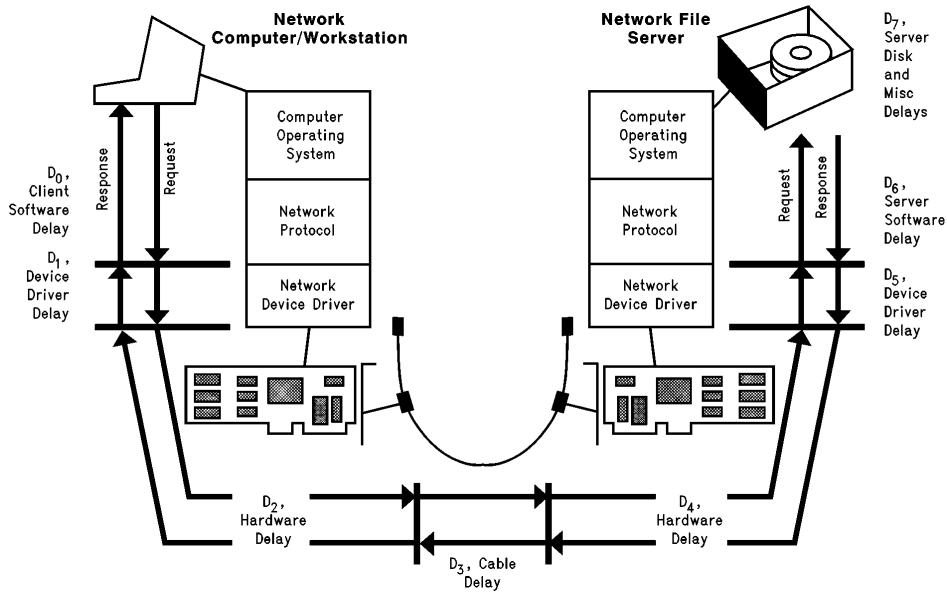 Network
Computer/Workstation
Network File
Server
D7,
Server
Disk
and
Misc
Delays
Computer
Operating
System
Network
Protocol
Network
Device Driver
Computer
Operating
System
Network
Protocol
Network
Device Driver
D0,
Client
Software
Delay
Response
Request
D1,
Device
Driver
Delay
Request
Response
D6,
Server
Software
Delay
D5,
Device
Driver
Delay
D2,
Hardware
Delay
D3, Cable
Delay
D4,
Hardware
Delay